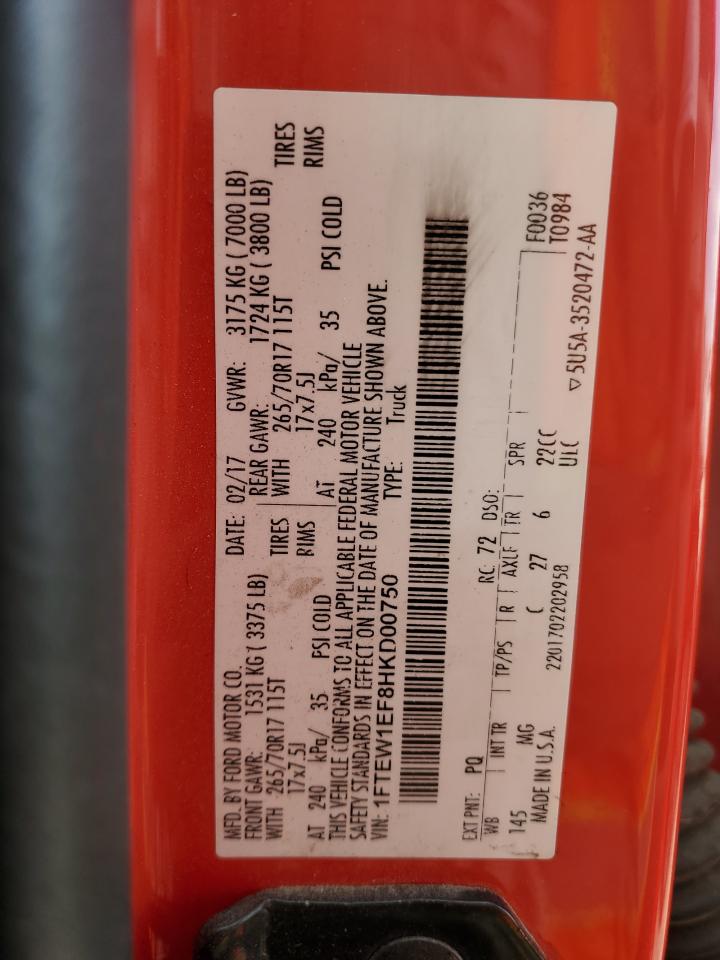 MFD. BY FORD MOTOR CO. DATE: 02/17 GVWR: 3175 KG ( 7000 LB)
FRONT GAWR: 1531 KG ( 3375 LB) REAR GAWR: 1724 KG ( 3800 LB)
WITH 265/70R17 115T TIRES WITH 265/70R17 115T TIRES
17x7.5J RIMS 17x7.5J RIMS
AT 240 kPa/ 35 PSI COLD AT 240 kPa/ 35 PSI COLD
THIS VEHICLE CONFORMS TO ALL APPLICABLE FEDERAL MOTOR VEHICLE
SAFETY STANDARDS IN EFFECT ON THE DATE OF MANUFACTURE SHOWN ABOVE.
VIN: 1FTEW1EF8HKD00750 TYPE: Truck
EXT PNT: PQ RC: 72 DSO: F0036
WB INT TR TP/PS R AXLE TR SPR T0984
145 MG C 27 6 22CC
MADE IN U.S.A. 2201702202958 ULC ▽5U5A-3520472-AA